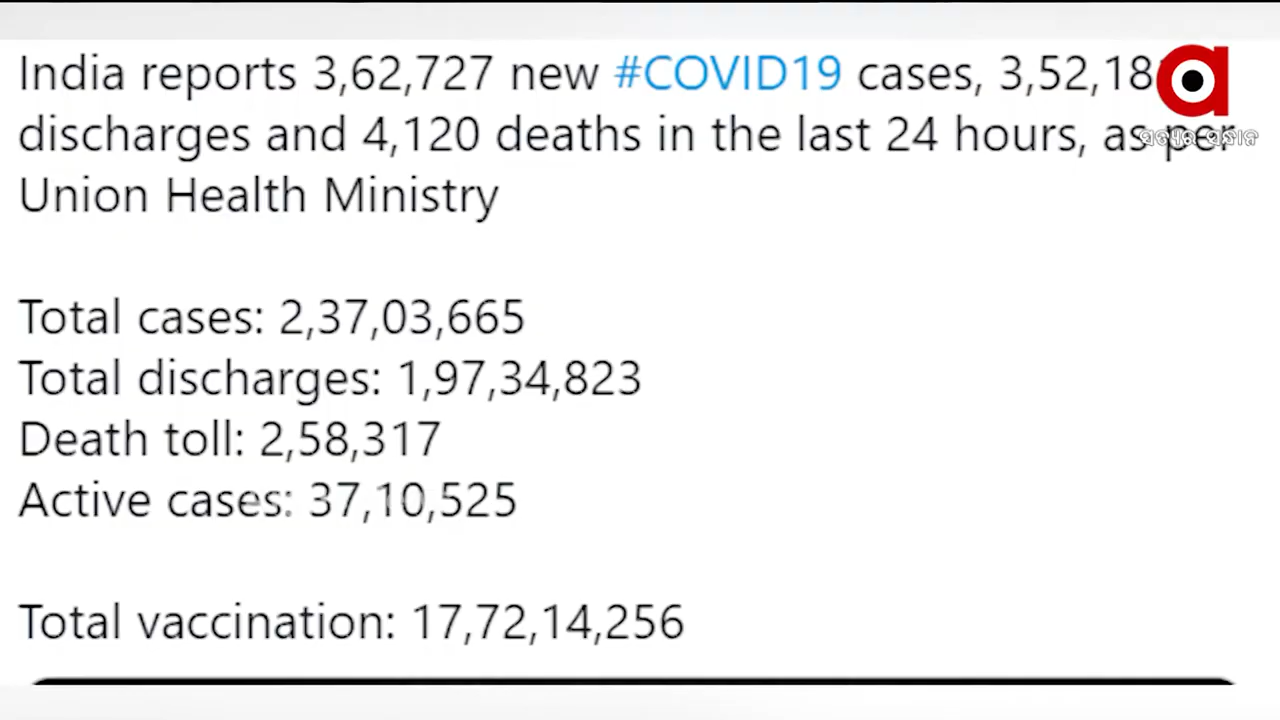 India reports 3,62,727 new #COVID19 cases, 3,52,18
discharges and 4,120 deaths in the last 24 hours, as per
Union Health Ministry
Total cases: 2,37,03,665
Total discharges: 1,97,34,823
Death toll: 2,58,317
Active cases: 37,10,525
Total vaccination: 17,72,14,256